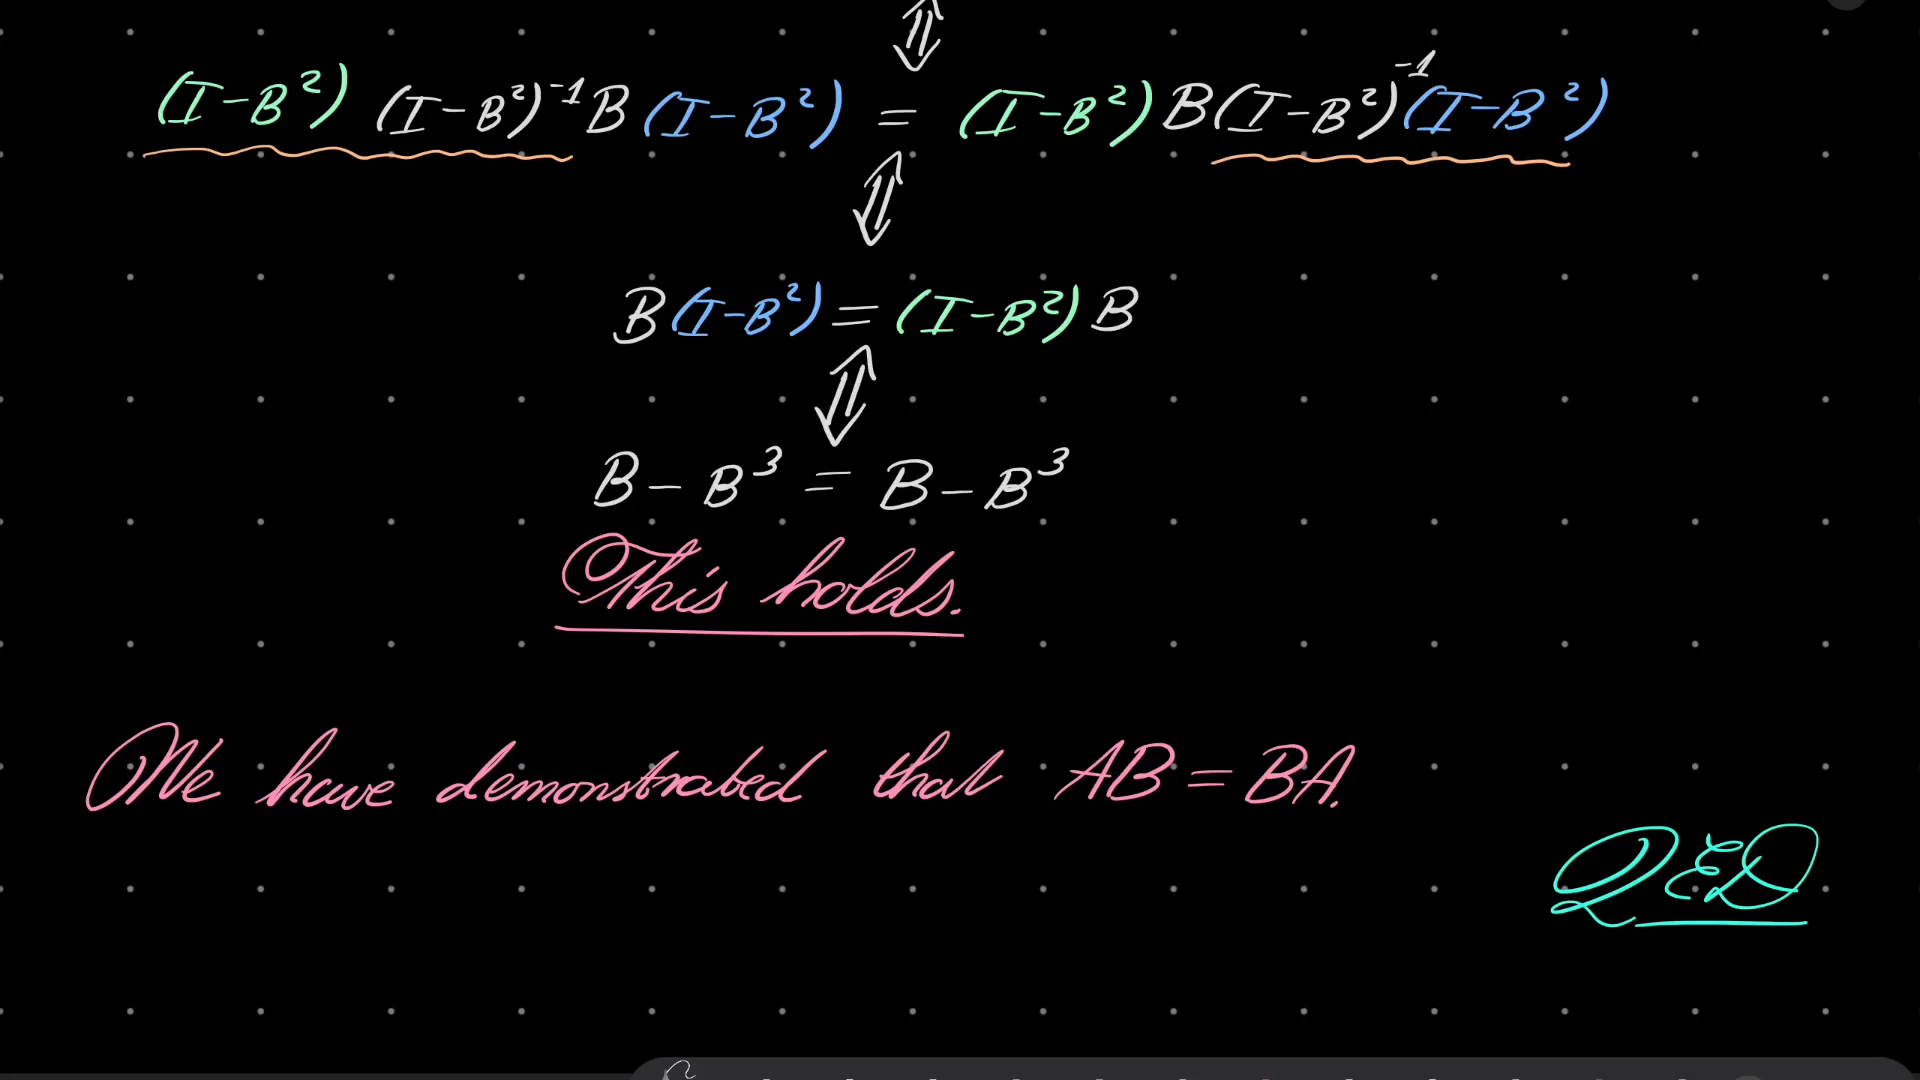 ⇕
(I-B²) (I-B²)⁻¹B (I-B²) = (I-B²) B(I-B²)⁻¹(I-B²)
⇕
B(I-B²) = (I-B²) B
⇕
B-B³ = B-B³
This holds.
We have demonstrated that AB=BA.
QED